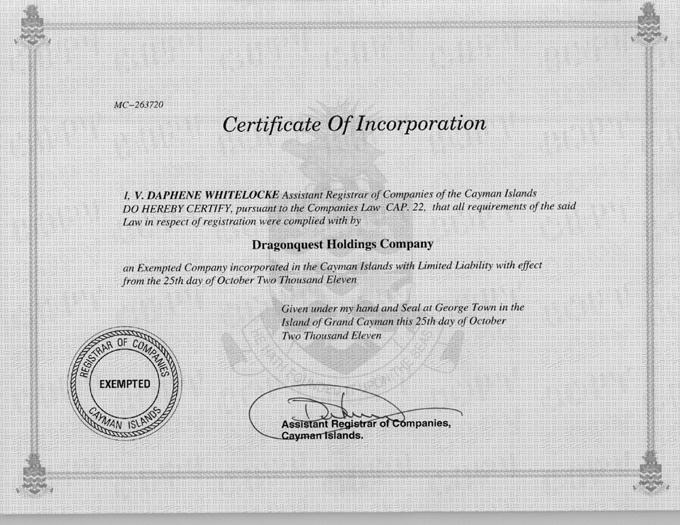 MC-263720
Certificate Of Incorporation
I, V. DAPHENE WHITELOCKE Assistant Registrar of Companies of the Cayman Islands
DO HEREBY CERTIFY, pursuant to the Companies Law CAP. 22, that all requirements of the said
Law in respect of registration were complied with by
Dragonquest Holdings Company
an Exempted Company incorporated in the Cayman Islands with Limited Liability with effect
from the 25th day of October Two Thousand Eleven
Given under my hand and Seal at George Town in the
Island of Grand Cayman this 25th day of October
Two Thousand Eleven
REGISTRAR OF COMPANIES
EXEMPTED
CAYMAN ISLANDS
Assistant Registrar of Companies,
Cayman Islands.
COPY